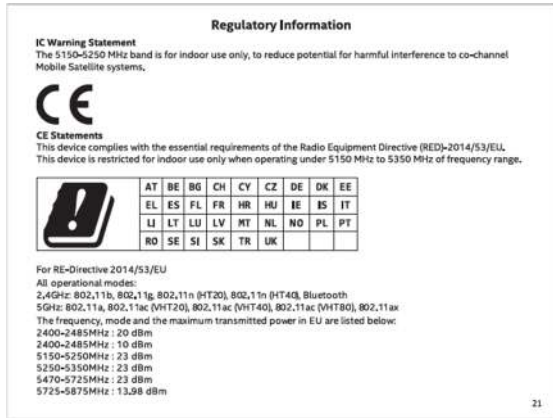 Regulatory Information
IC Warning Statement
The 5150-5250 MHz band is for indoor use only, to reduce potential for harmful interference to co-channel
Mobile Satellite systems.
CE
CE Statements
This device complies with the essential requirements of the Radio Equipment Directive (RED)-2014/53/EU.
This device is restricted for indoor use only when operating under 5150 MHz to 5350 MHz of frequency range.
AT BE BG CH CY CZ DE DK EE
EL ES FL FR HR HU IE IS IT
LI LT LU LV MT NL NO PL PT
RO SE SI SK TR UK
For RE-Directive 2014/53/EU
All operational modes:
2.4GHz: 802.11b, 802.11g, 802.11n (HT20), 802.11n (HT40), Bluetooth
5GHz: 802.11a, 802.11ac (VHT20), 802.11ac (VHT40), 802.11ac (VHT80), 802.11ax
The frequency, mode and the maximum transmitted power in EU are listed below:
2400-2485MHz : 20 dBm
2400-2485MHz : 10 dBm
5150-5250MHz : 23 dBm
5250-5350MHz : 23 dBm
5470-5725MHz : 23 dBm
5725-5875MHz : 13.98 dBm
21